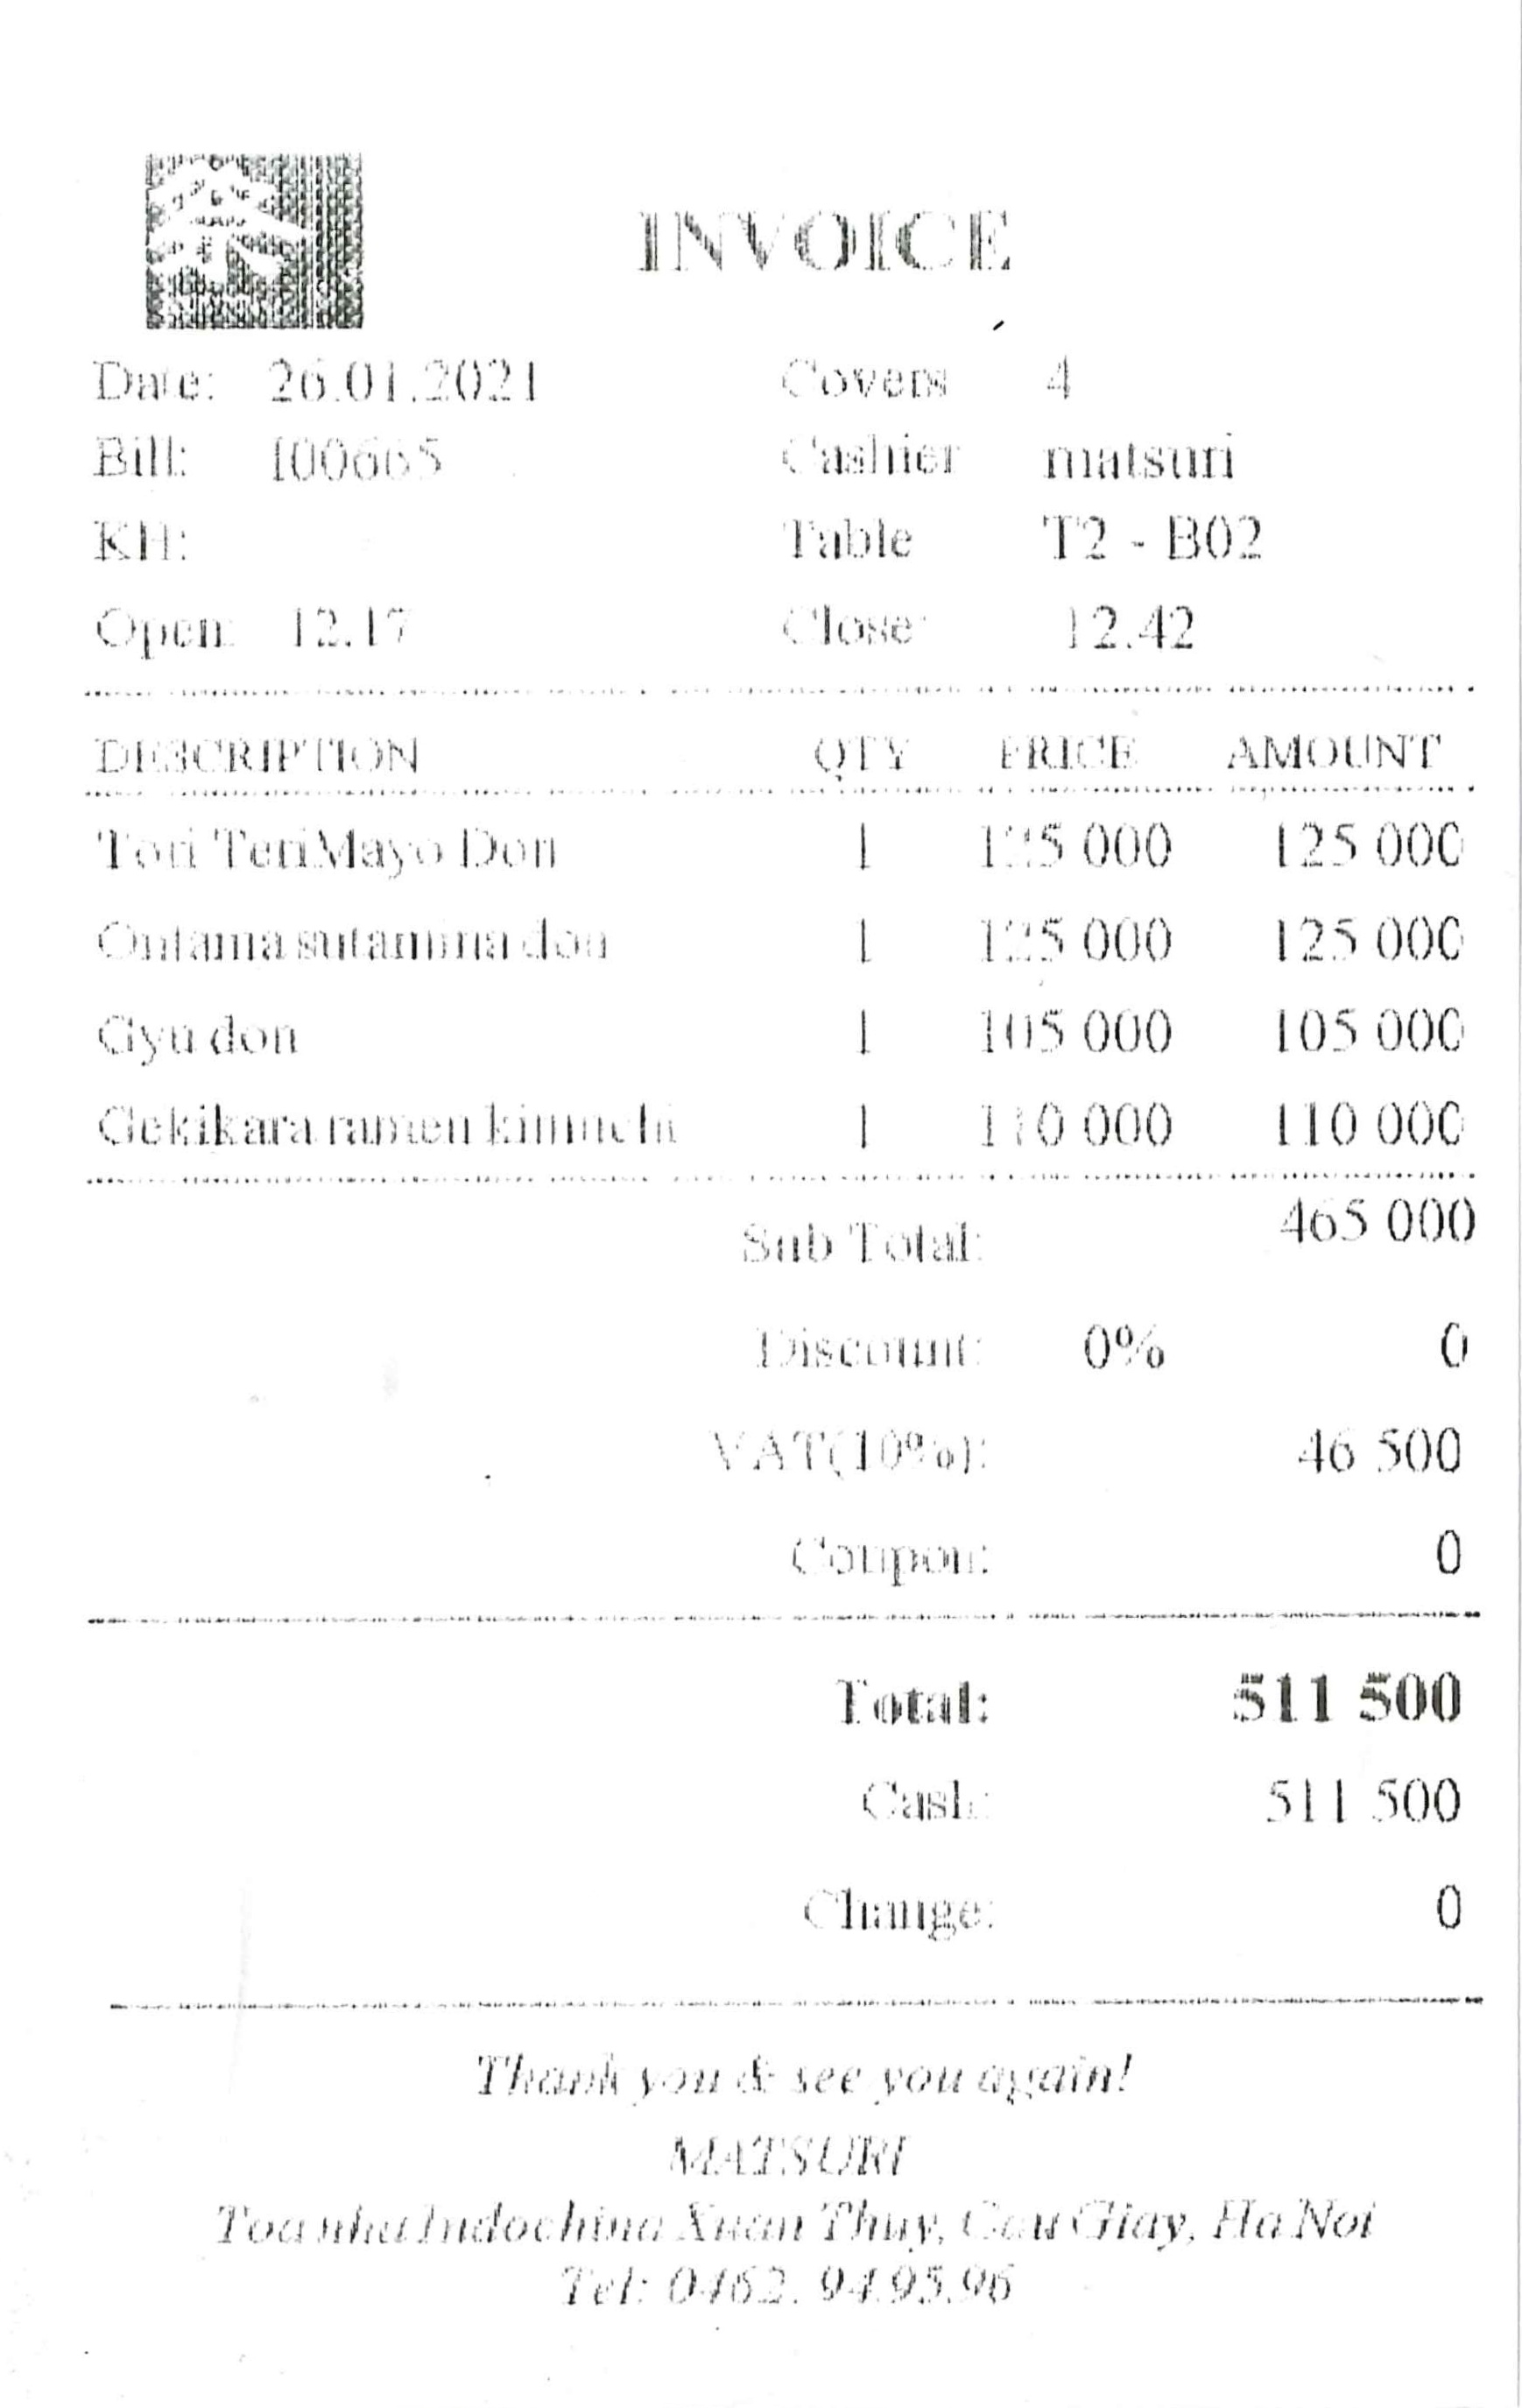 INVOICE
Date: 26.01.2021 Covers 4
Bill: I00665 Cashier matsuri
KH: Table T2 - B02
Open: 12.17 Close: 12.42
DESCRIPTION QTY PRICE AMOUNT
Tori TeriMayo Don 1 125 000 125 000
Ontama sutamina don 1 125 000 125 000
Gyu don 1 105 000 105 000
Gekikara ramen kimuchi 1 110 000 110 000
Sub Total: 465 000
Discount: 0% 0
VAT(10%): 46 500
Coupon: 0
Total: 511 500
Cash: 511 500
Change: 0
Thank you & see you again!
MATSURI
Toa nha Indochina Xuan Thuy, Cau Giay, Ha Noi
Tel: 0462. 94.95.96